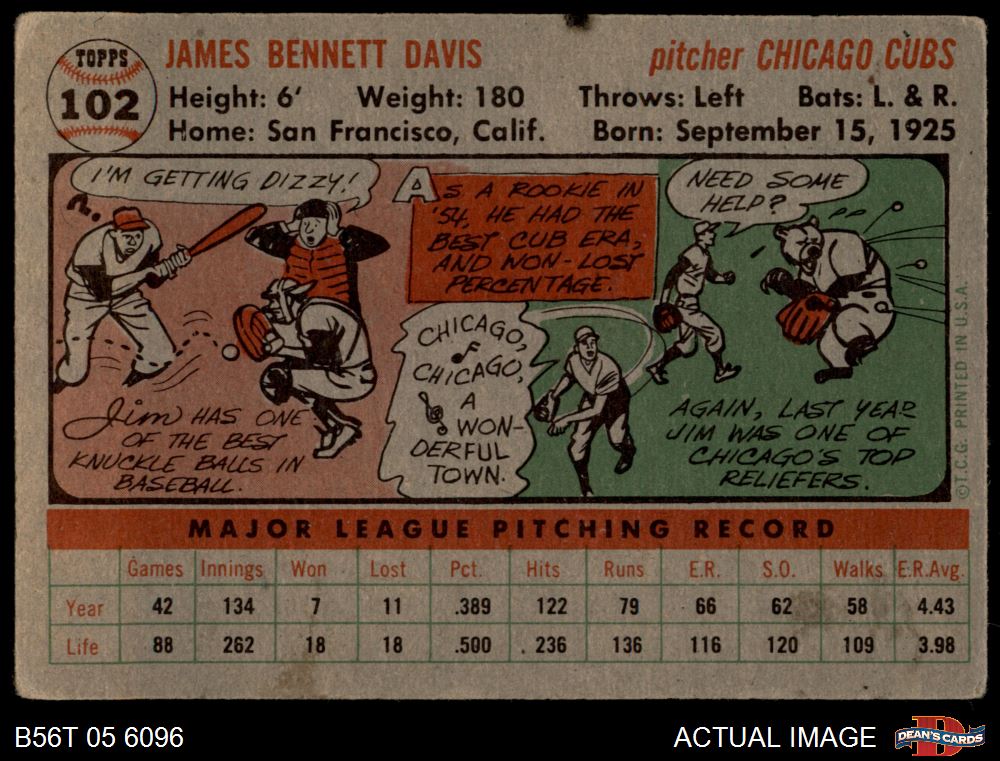 TOPPS
102
JAMES BENNETT DAVIS
pitcher CHICAGO CUBS
Height: 6' Weight: 180 Throws: Left Bats: L. & R.
Home: San Francisco, Calif. Born: September 15, 1925
I'M GETTING DIZZY!
AS A ROOKIE IN
'54, HE HAD THE
BEST CUB ERA,
AND WON-LOST
PERCENTAGE.
NEED SOME
HELP?
Jim HAS ONE
OF THE BEST
KNUCKLE BALLS IN
BASEBALL.
CHICAGO,
CHICAGO,
A
WON-
DERFUL
TOWN.
AGAIN, LAST YEAR
JIM WAS ONE OF
CHICAGO'S TOP
RELIEFERS.
©T.C.G. PRINTED IN U.S.A.
MAJOR LEAGUE PITCHING RECORD
Games Innings Won Lost Pct. Hits Runs E.R. S.O. Walks E.R.Avg.
Year 42 134 7 11 .389 122 79 66 62 58 4.43
Life 88 262 18 18 .500 236 136 116 120 109 3.98
B56T 05 6096
ACTUAL IMAGE
DEAN'S CARDS